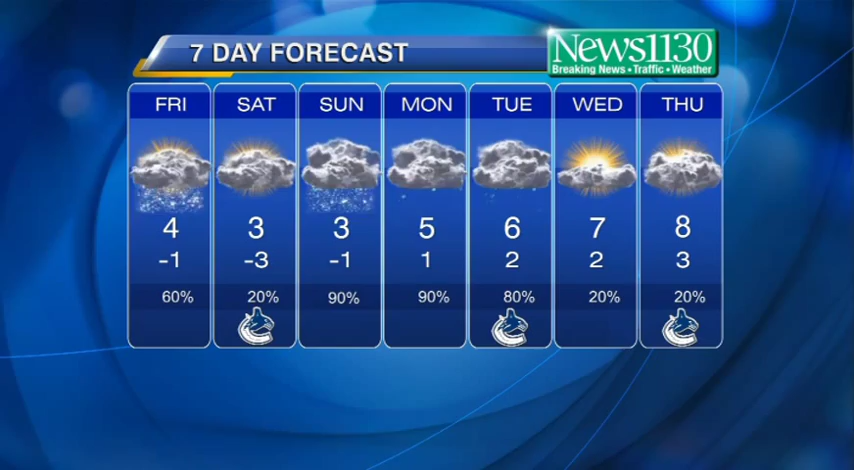 7 DAY FORECAST
News1130
Breaking News • Traffic • Weather
FRI SAT SUN MON TUE WED THU
4 3 3 5 6 7 8
-1 -3 -1 1 2 2 3
60% 20% 90% 90% 80% 20% 20%